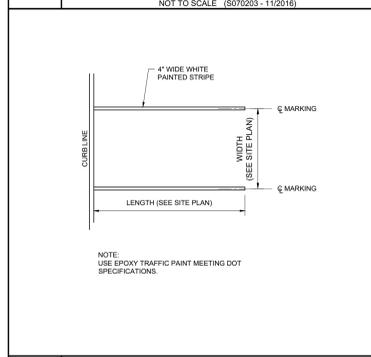 NOT TO SCALE (S070203 - 11/2016)
4" WIDE WHITE
PAINTED STRIPE
℄ MARKING
CURB LINE
WIDTH
(SEE SITE PLAN)
℄ MARKING
LENGTH (SEE SITE PLAN)
NOTE:
USE EPOXY TRAFFIC PAINT MEETING DOT
SPECIFICATIONS.